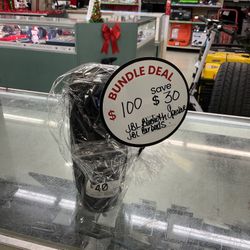 BUNDLE DEAL
$100 save $30
JBL Bluetooth Speaker
JBL Earbuds
$40